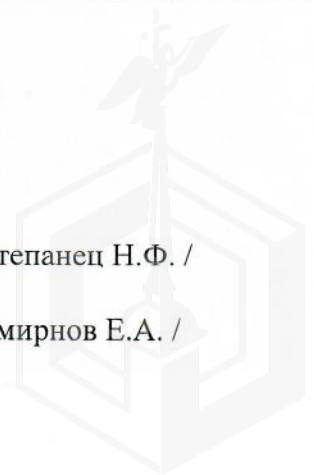 тепанец Н.Ф. /
мирнов Е.А. /